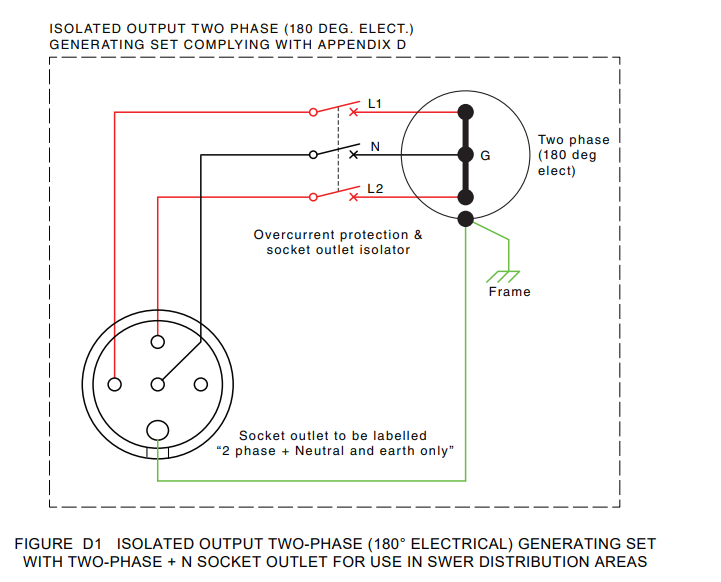 ISOLATED OUTPUT TWO PHASE (180 DEG. ELECT.)
GENERATING SET COMPLYING WITH APPENDIX D
L1
N
L2
G
Two phase
(180 deg
elect)
Overcurrent protection &
socket outlet isolator
Frame
Socket outlet to be labelled
“2 phase + Neutral and earth only”
FIGURE D1 ISOLATED OUTPUT TWO-PHASE (180° ELECTRICAL) GENERATING SET
WITH TWO-PHASE + N SOCKET OUTLET FOR USE IN SWER DISTRIBUTION AREAS